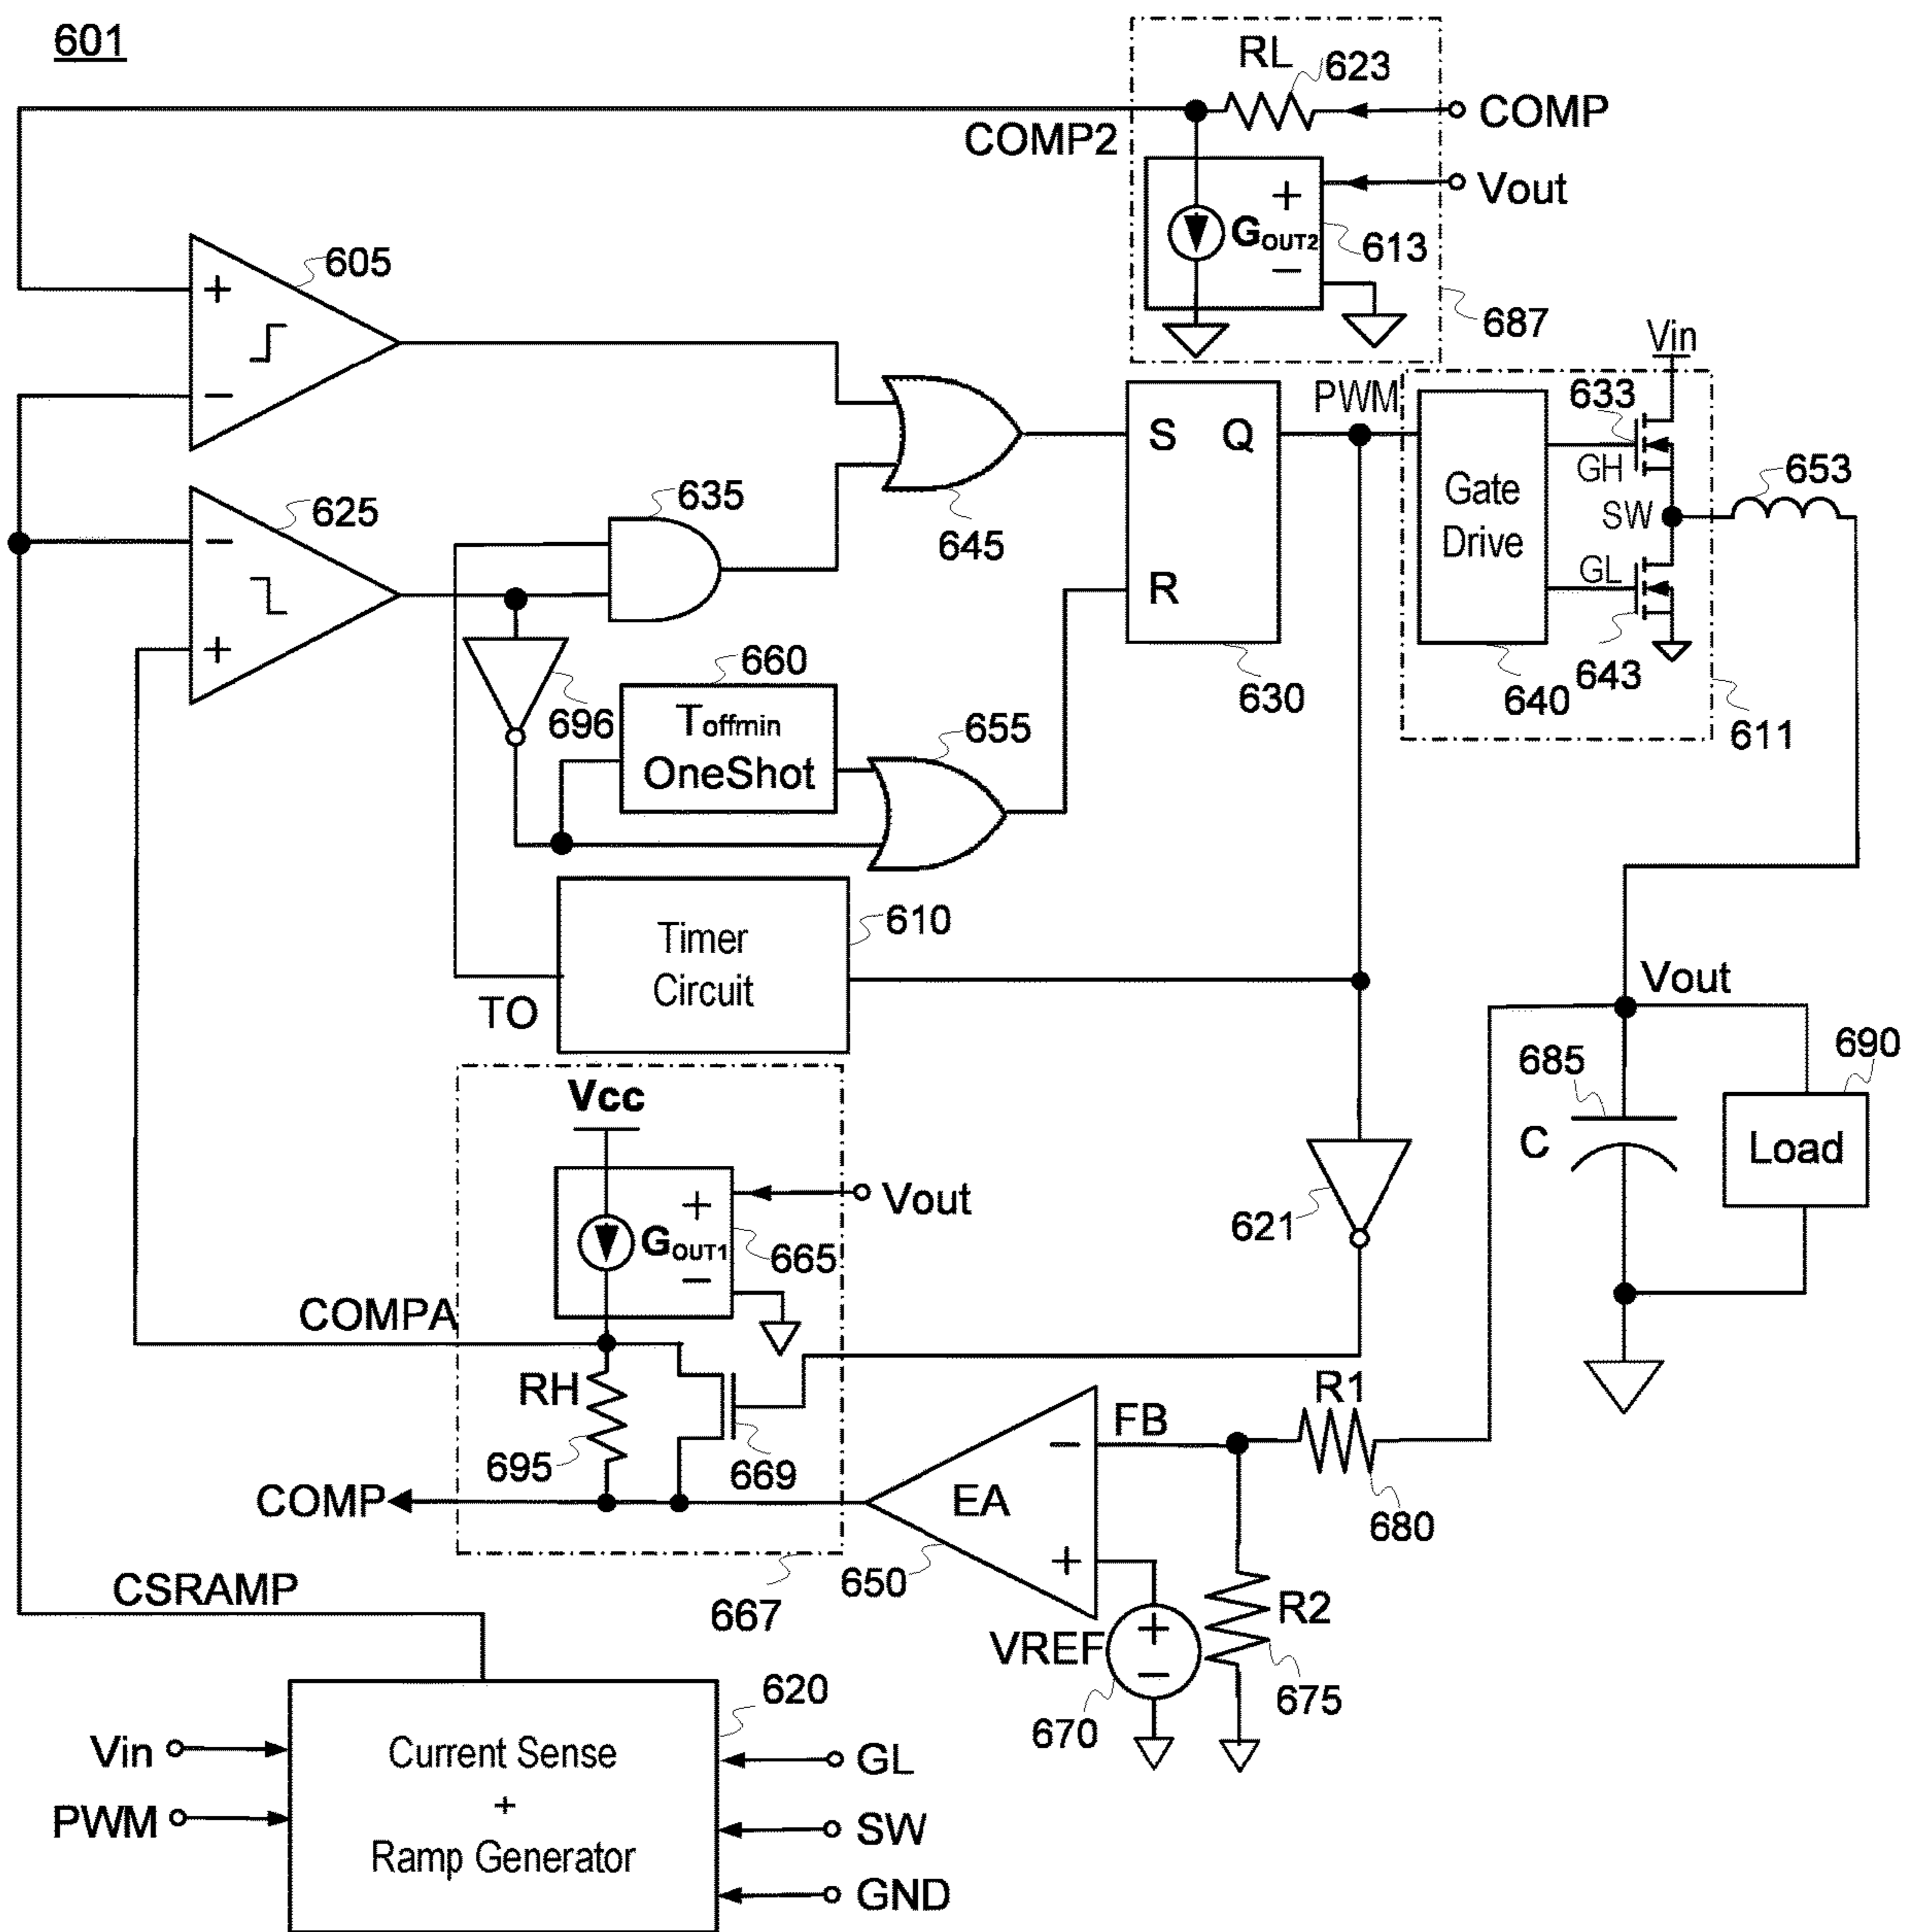 601
RL
623
COMP
COMP2
Vout
+
GOUT2
−
613
687
605
+
−
Vin
PWM
633
GH
SW
GL
653
Gate
Drive
643
640
611
S
Q
R
630
645
635
625
−
+
696
660
Toffmin
OneShot
655
610
Timer
Circuit
TO
Vout
685
690
C
Load
Vcc
+
GOUT1
−
Vout
665
621
COMPA
RH
695
669
COMP
667
EA
−
+
650
FB
R1
680
R2
675
VREF
+
−
670
CSRAMP
620
Vin
PWM
Current Sense
+
Ramp Generator
GL
SW
GND